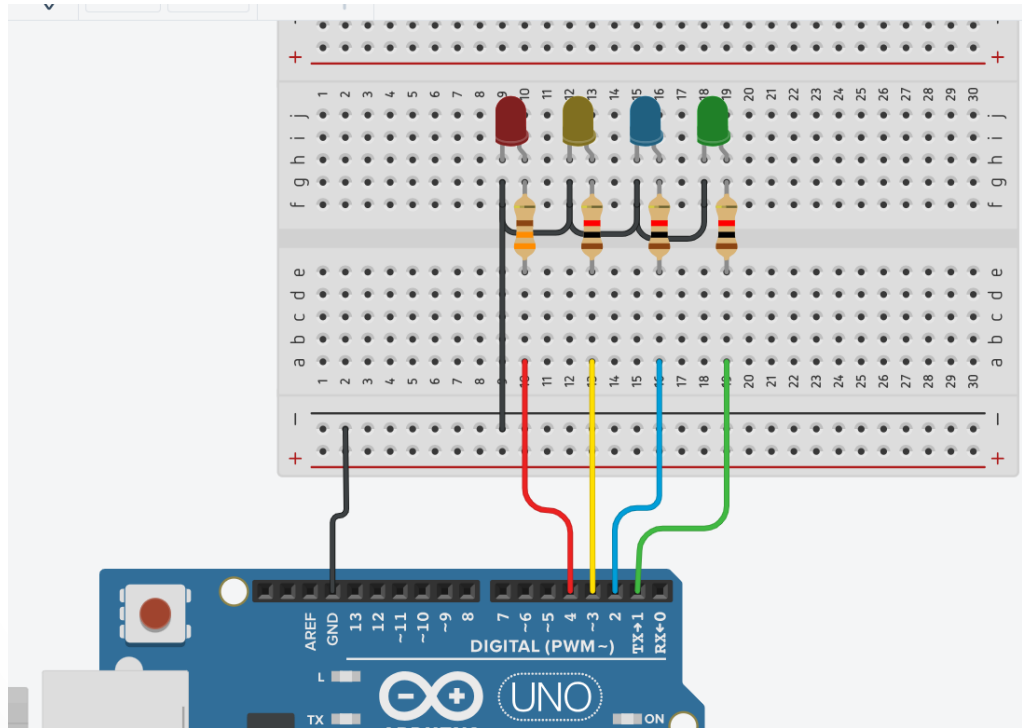 + +
1 2 3 4 5 6 7 8 9 10 11 12 13 14 15 16 17 18 19 20 21 22 23 24 25 26 27 28 29 30
j j
i i
h h
g g
f f
e e
d d
c c
b b
a a
1 2 3 4 5 6 7 8 9 10 11 12 13 14 15 16 17 18 19 20 21 22 23 24 25 26 27 28 29 30
- -
+ +
AREF GND 13 12 ~11 ~10 ~9 8 7 ~6 ~5 4 ~3 2 TX→1 RX←0
DIGITAL (PWM~)
L
UNO
TX ON